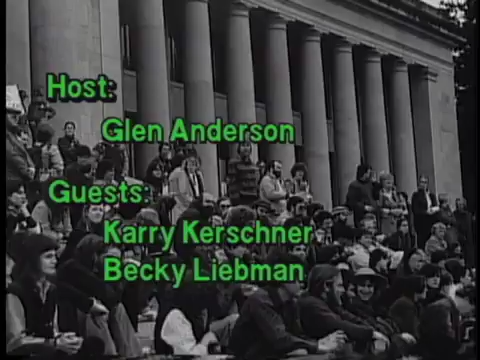 Host:
Glen Anderson
Guests:
Karry Kerschner
Becky Liebman